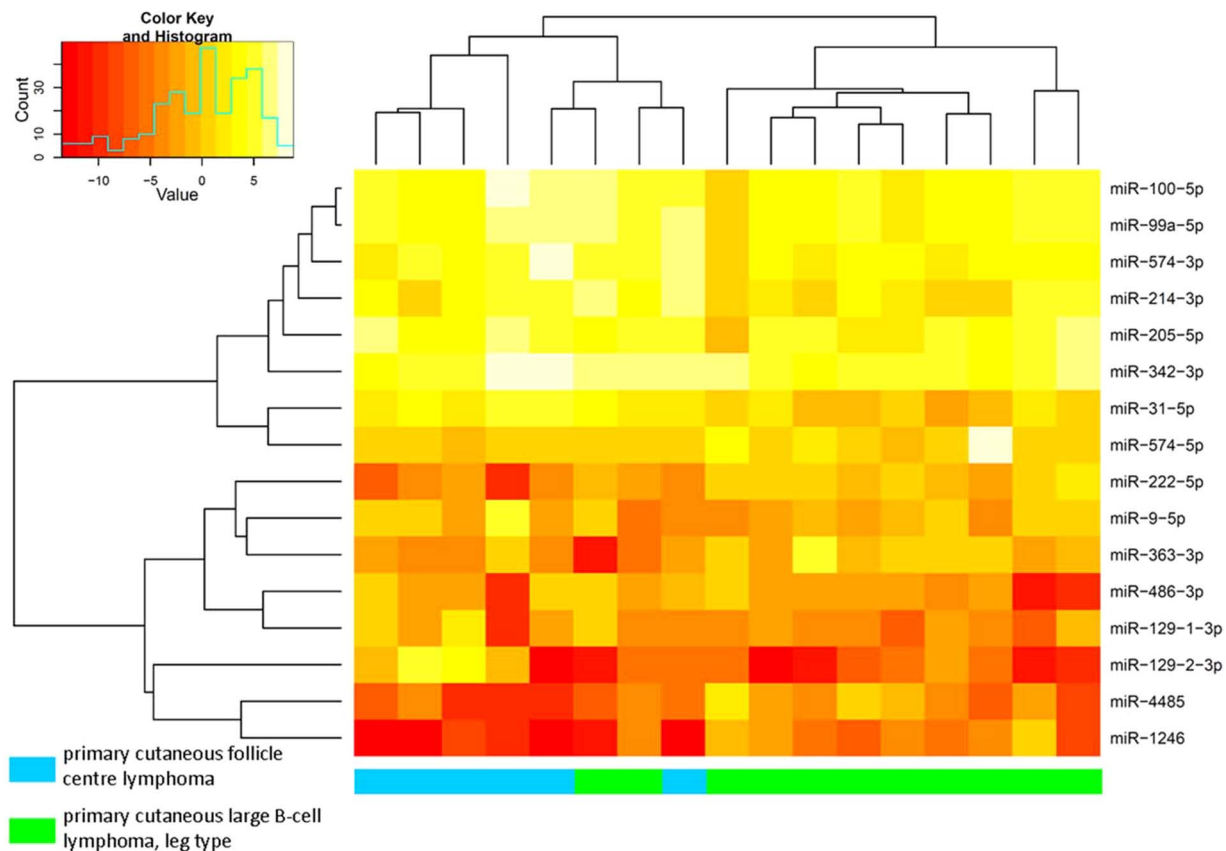 Color Key
and Histogram
Count
0 10 30
−10 −5 0 5
Value
miR−100−5p
miR−99a−5p
miR−574−3p
miR−214−3p
miR−205−5p
miR−342−3p
miR−31−5p
miR−574−5p
miR−222−5p
miR−9−5p
miR−363−3p
miR−486−3p
miR−129−1−3p
miR−129−2−3p
miR−4485
miR−1246
primary cutaneous follicle
centre lymphoma
primary cutaneous large B-cell
lymphoma, leg type